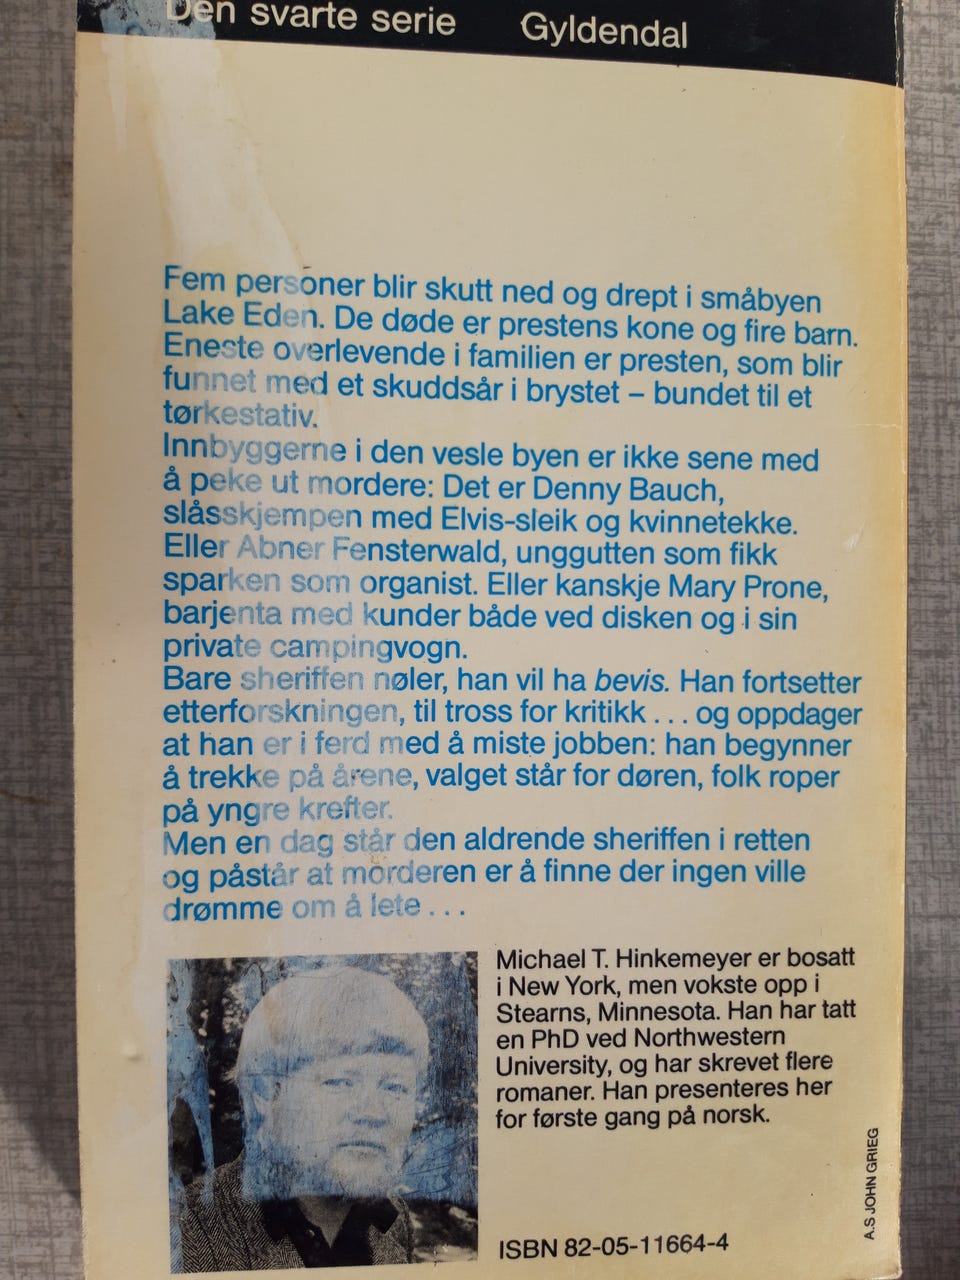 Den svarte serie Gyldendal
Fem personer blir skutt ned og drept i småbyen
Lake Eden. De døde er prestens kone og fire barn.
Eneste overlevende i familien er presten, som blir
funnet med et skuddsår i brystet – bundet til et
tørkestativ.
Innbyggerne i den vesle byen er ikke sene med
å peke ut mordere: Det er Denny Bauch,
slåsskjempen med Elvis-sleik og kvinnetekke.
Eller Abner Fensterwald, unggutten som fikk
sparken som organist. Eller kanskje Mary Prone,
barjenta med kunder både ved disken og i sin
private campingvogn.
Bare sheriffen nøler, han vil ha bevis. Han fortsetter
etterforskningen, til tross for kritikk . . . og oppdager
at han er i ferd med å miste jobben: han begynner
å trekke på årene, valget står for døren, folk roper
på yngre krefter.
Men en dag står den aldrende sheriffen i retten
og påstår at morderen er å finne der ingen ville
drømme om å lete . . .
Michael T. Hinkemeyer er bosatt
i New York, men vokste opp i
Stearns, Minnesota. Han har tatt
en PhD ved Northwestern
University, og har skrevet flere
romaner. Han presenteres her
for første gang på norsk.
A.S JOHN GRIEG
ISBN 82-05-11664-4